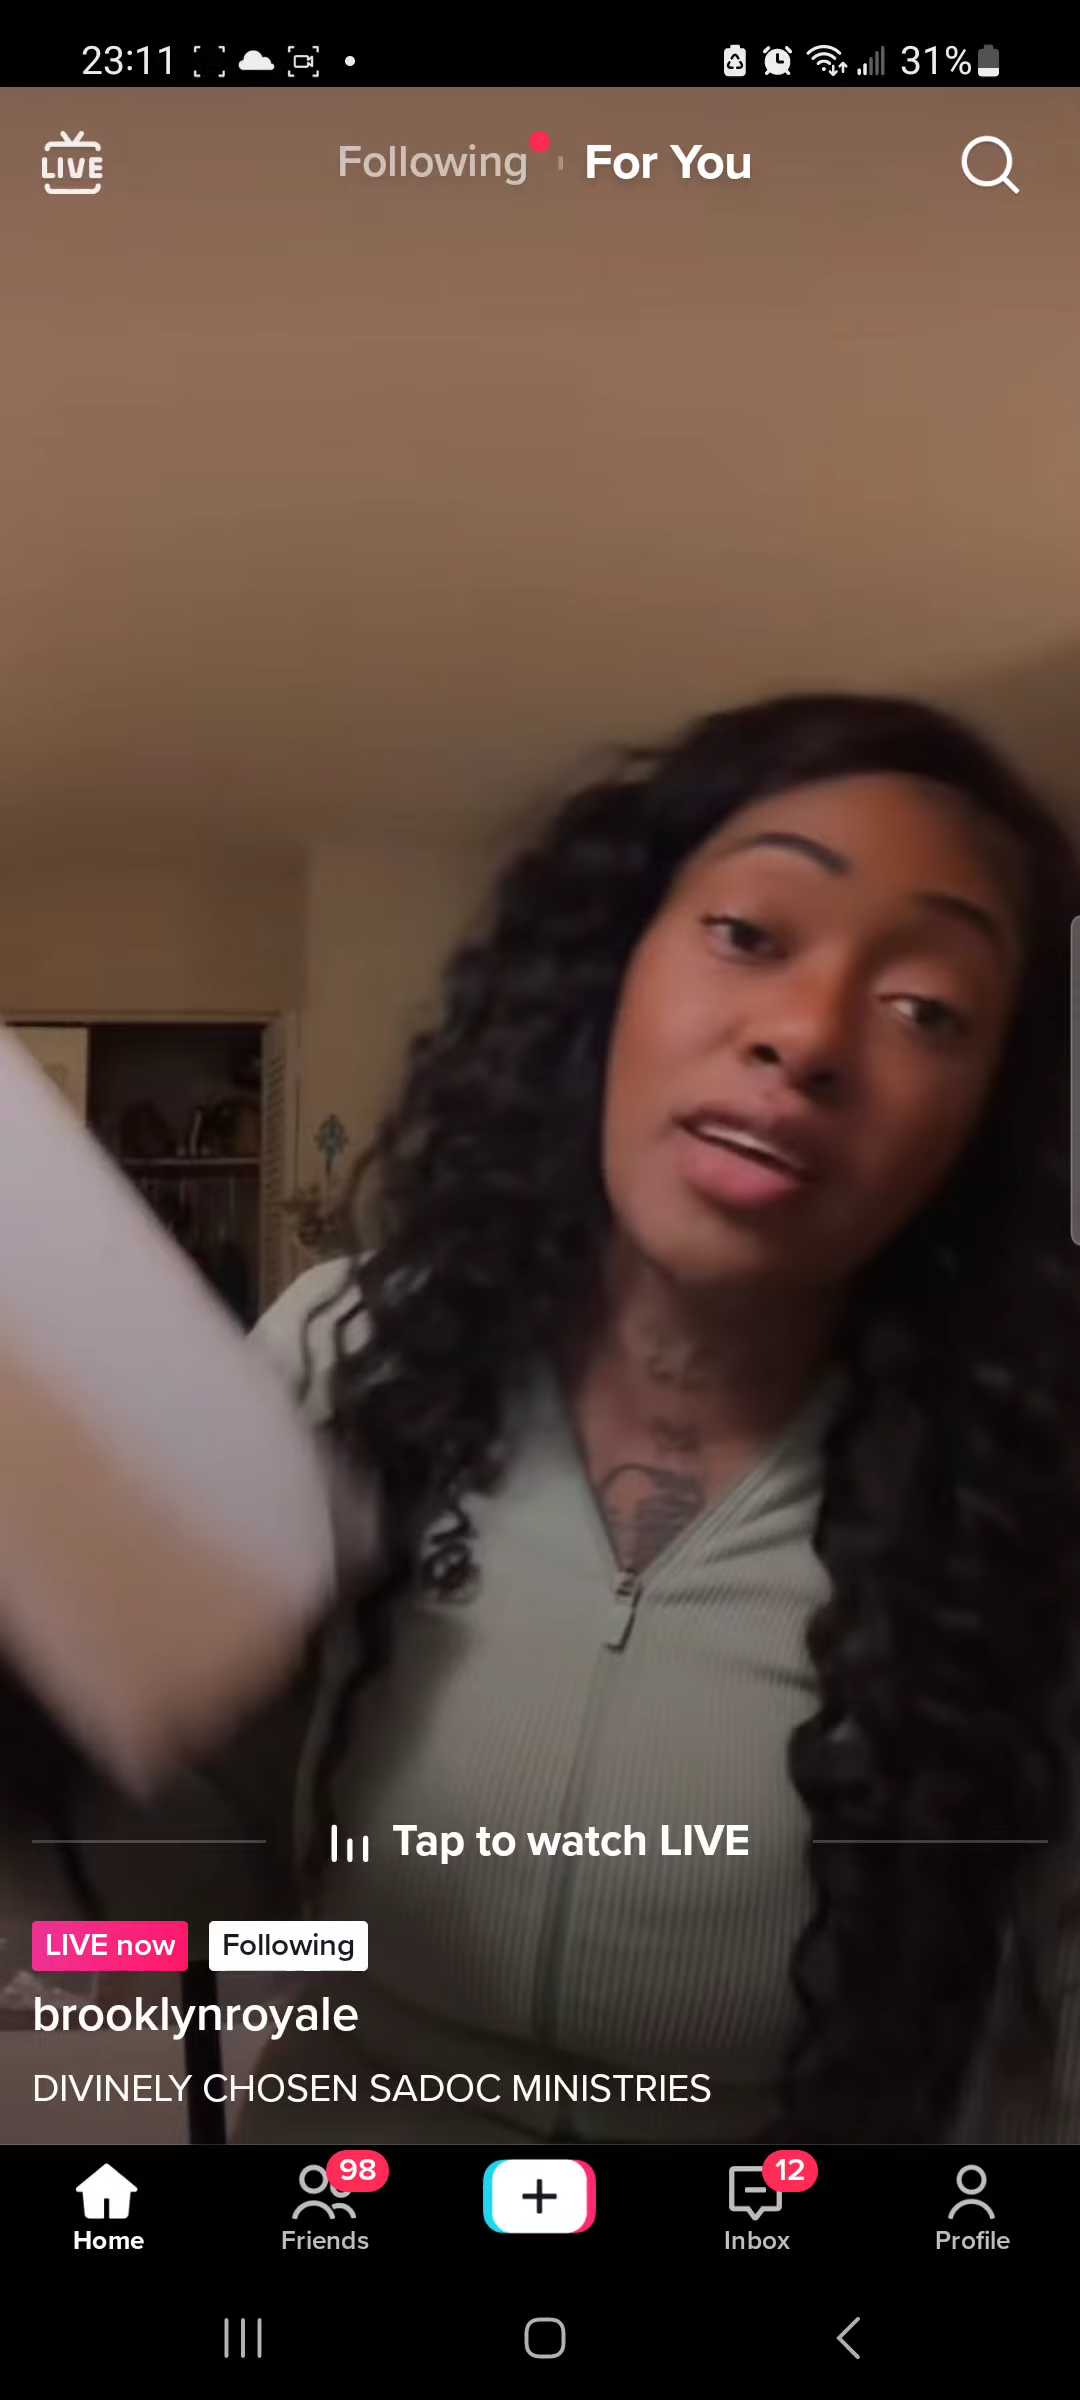 23:11
31%
LIVE
Following
For You
Tap to watch LIVE
LIVE now
Following
brooklynroyale
DIVINELY CHOSEN SADOC MINISTRIES
98
12
Home
Friends
Inbox
Profile